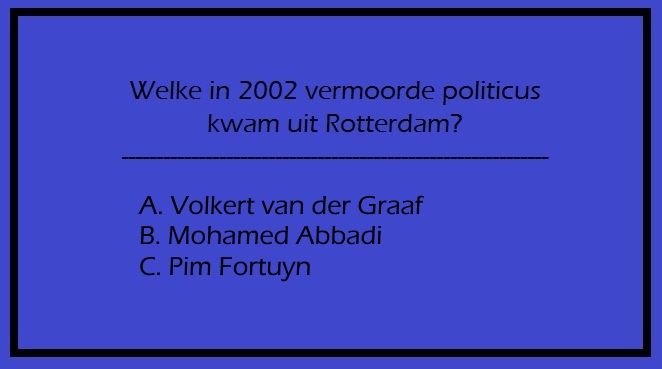 Welke in 2002 vermoorde politicus
kwam uit Rotterdam?
A. Volkert van der Graaf
B. Mohamed Abbadi
C. Pim Fortuyn